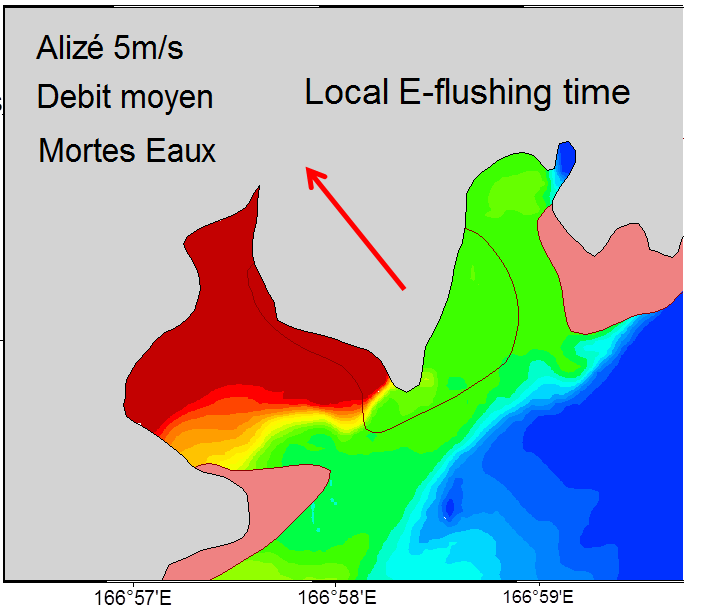 Alizé 5m/s
Debit moyen
Local E-flushing time
Mortes Eaux
166°57'E
166°58'E
166°59'E